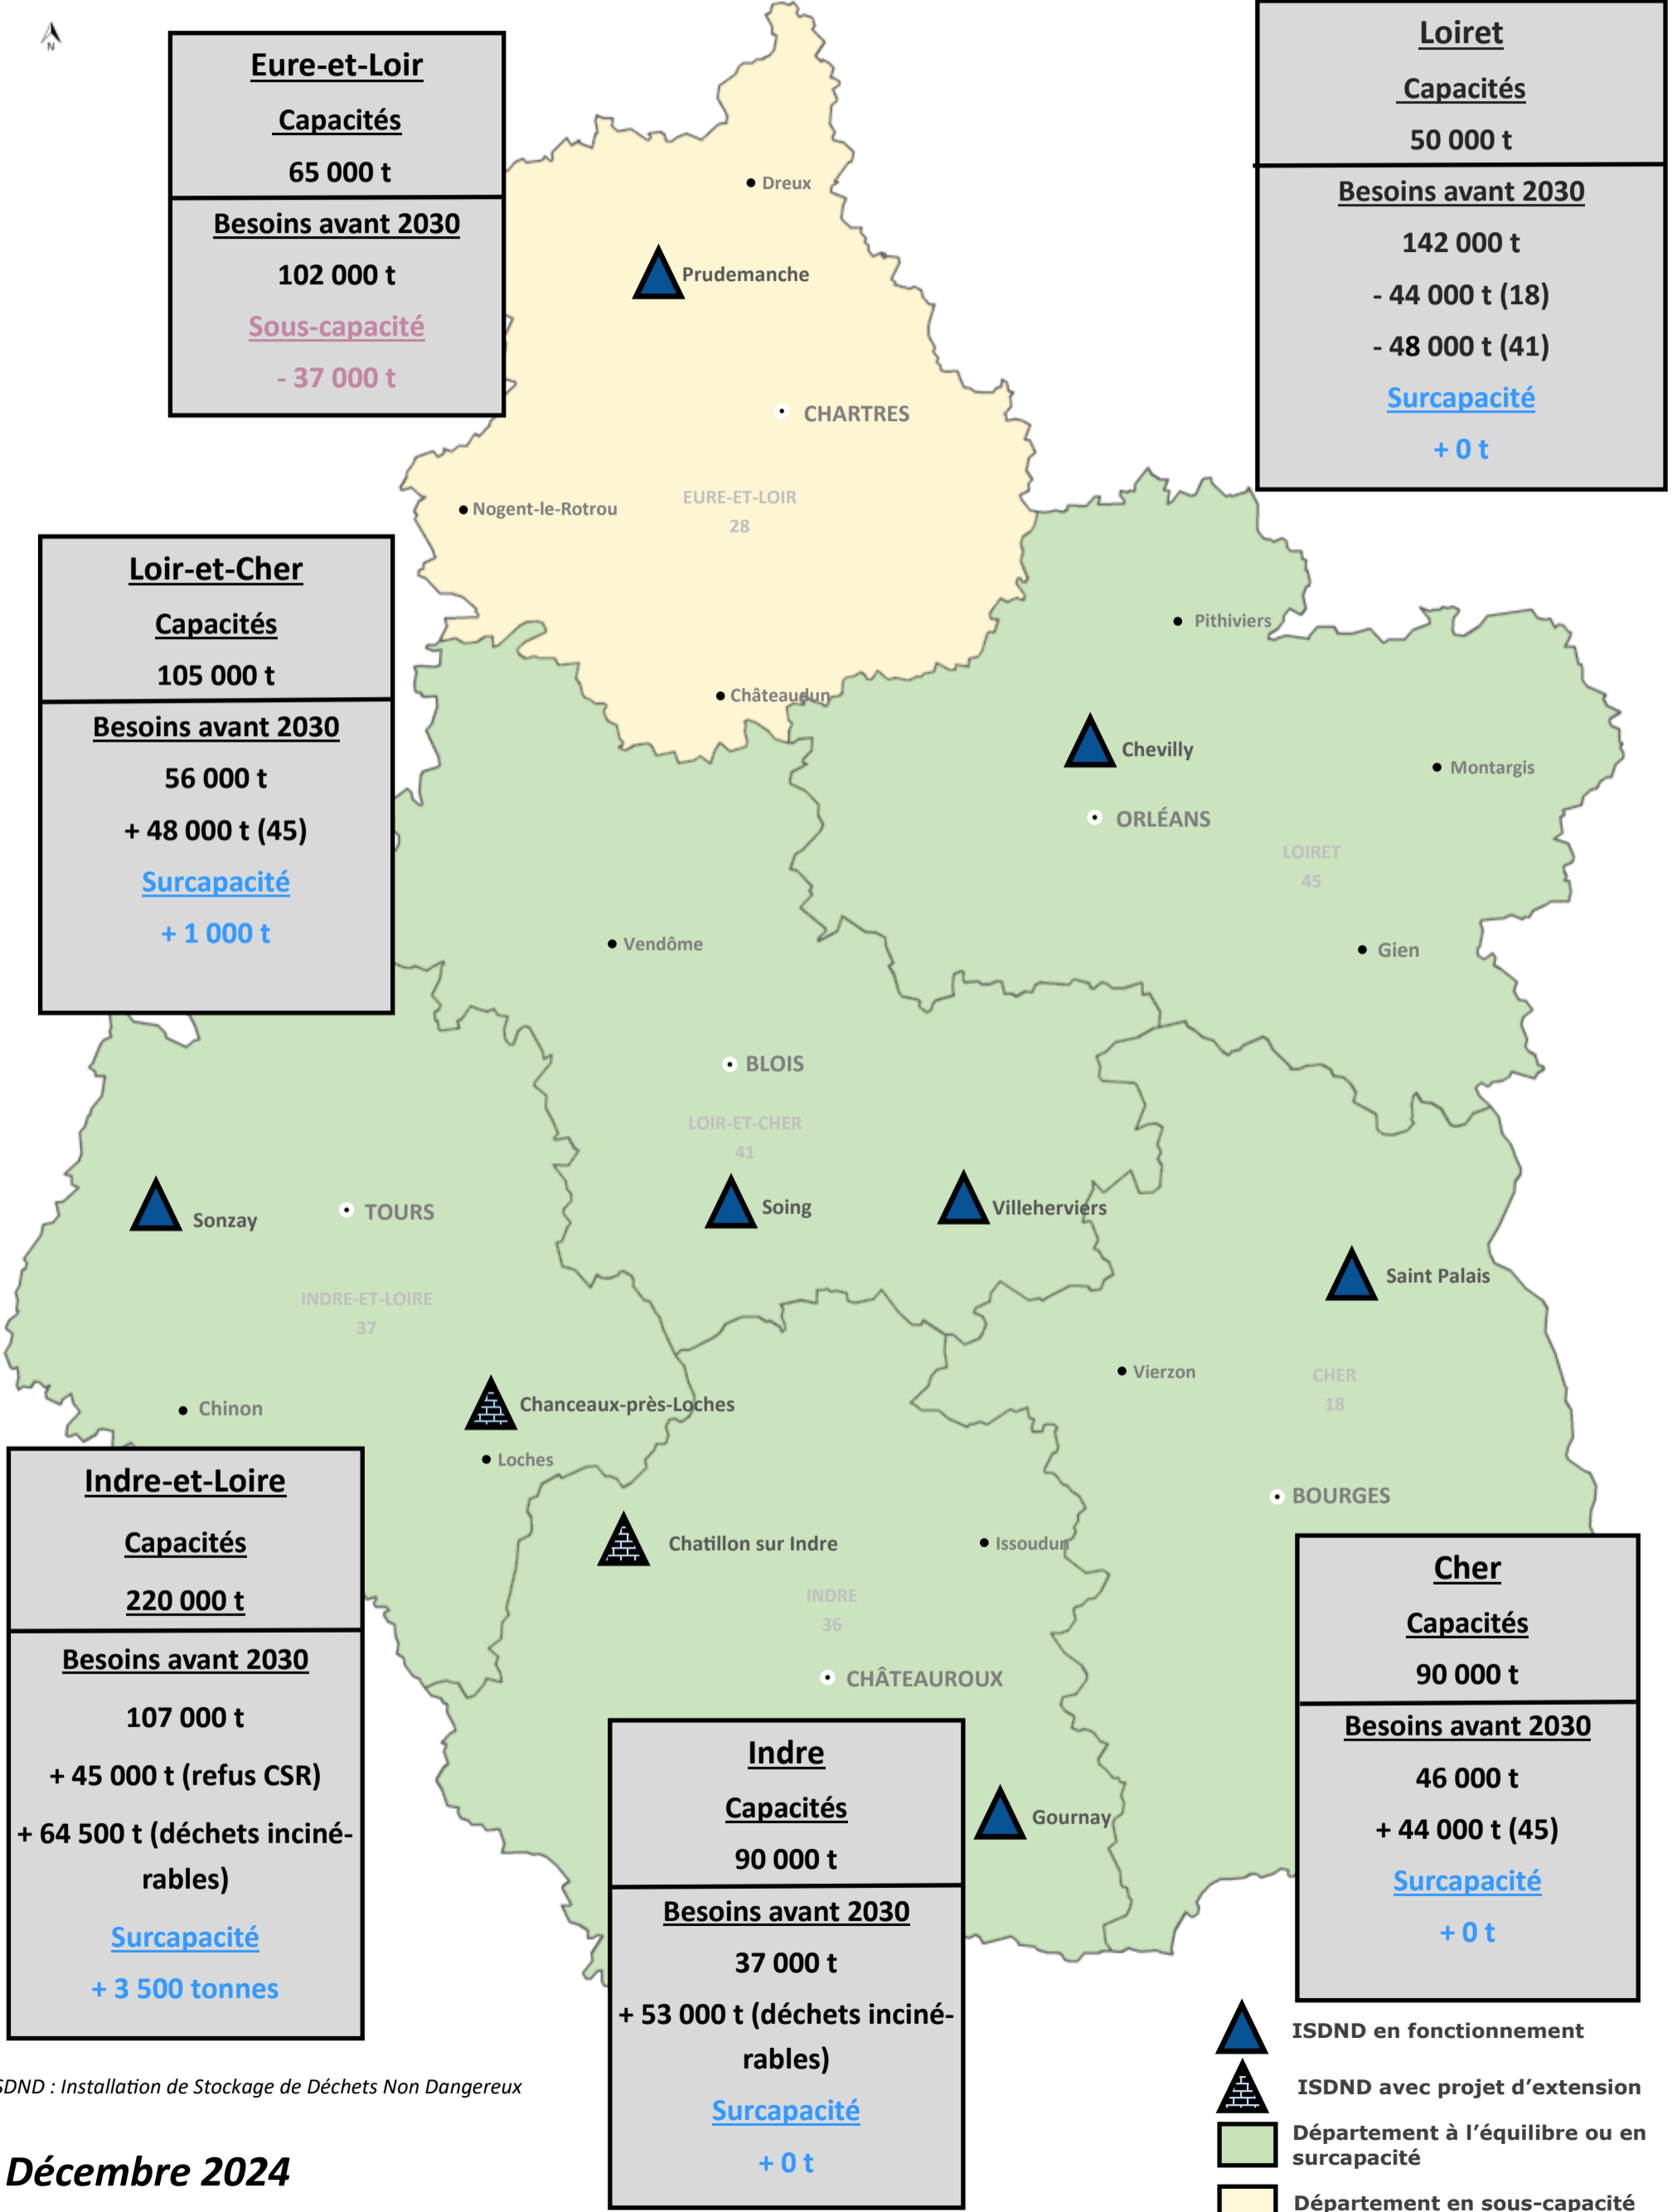 N
Eure-et-Loir
Capacités
65 000 t
Besoins avant 2030
102 000 t
Sous-capacité
- 37 000 t
Loiret
Capacités
50 000 t
Besoins avant 2030
142 000 t
- 44 000 t (18)
- 48 000 t (41)
Surcapacité
+ 0 t
Dreux
Prudemanche
CHARTRES
EURE-ET-LOIR
28
Nogent-le-Rotrou
Châteaudun
Loir-et-Cher
Capacités
105 000 t
Besoins avant 2030
56 000 t
+ 48 000 t (45)
Surcapacité
+ 1 000 t
Pithiviers
Chevilly
Montargis
ORLÉANS
LOIRET
45
Gien
Vendôme
BLOIS
LOIR-ET-CHER
41
Soing
Villeherviers
Sonzay
TOURS
INDRE-ET-LOIRE
37
Chinon
Chanceaux-près-Loches
Loches
Saint Palais
Vierzon
CHER
18
BOURGES
Chatillon sur Indre
Issoudun
INDRE
36
CHÂTEAUROUX
Gournay
Indre-et-Loire
Capacités
220 000 t
Besoins avant 2030
107 000 t
+ 45 000 t (refus CSR)
+ 64 500 t (déchets inciné-
rables)
Surcapacité
+ 3 500 tonnes
Indre
Capacités
90 000 t
Besoins avant 2030
37 000 t
+ 53 000 t (déchets inciné-
rables)
Surcapacité
+ 0 t
Cher
Capacités
90 000 t
Besoins avant 2030
46 000 t
+ 44 000 t (45)
Surcapacité
+ 0 t
ISDND en fonctionnement
ISDND avec projet d'extension
Département à l'équilibre ou en
surcapacité
Département en sous-capacité
SDND : Installation de Stockage de Déchets Non Dangereux
Décembre 2024